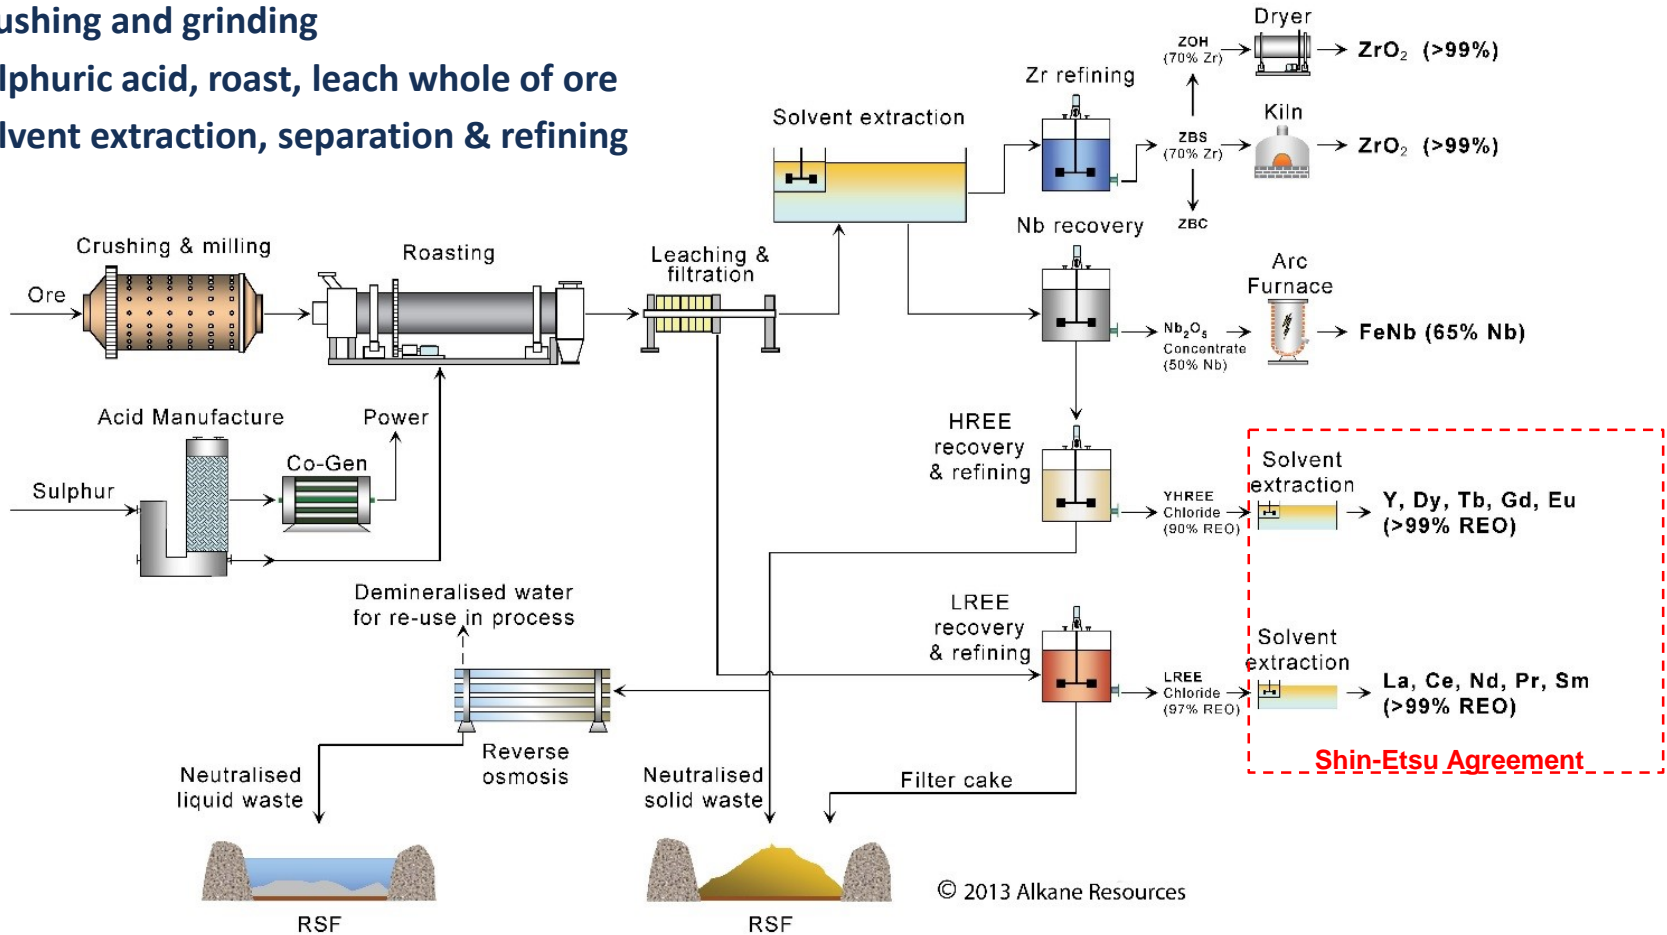 ushing and grinding
lphuric acid, roast, leach whole of ore
lvent extraction, separation & refining
Dryer
ZOH
(70% Zr)
ZrO₂ (>99%)
Zr refining
Solvent extraction
Kiln
ZBS
(70% Zr)
ZrO₂ (>99%)
ZBC
Nb recovery
Crushing & milling
Roasting
Leaching &
filtration
Ore
Arc
Furnace
Nb₂O₅
Concentrate
(50% Nb)
FeNb (65% Nb)
Acid Manufacture
Power
Co-Gen
Sulphur
HREE
recovery
& refining
Solvent
extraction
YHREE
Chloride
(90% REO)
Y, Dy, Tb, Gd, Eu
(>99% REO)
Demineralised water
for re-use in process
LREE
recovery
& refining
Solvent
extraction
LREE
Chloride
(97% REO)
La, Ce, Nd, Pr, Sm
(>99% REO)
Shin-Etsu Agreement
Reverse
osmosis
Neutralised
liquid waste
Neutralised
solid waste
Filter cake
RSF
RSF
© 2013 Alkane Resources